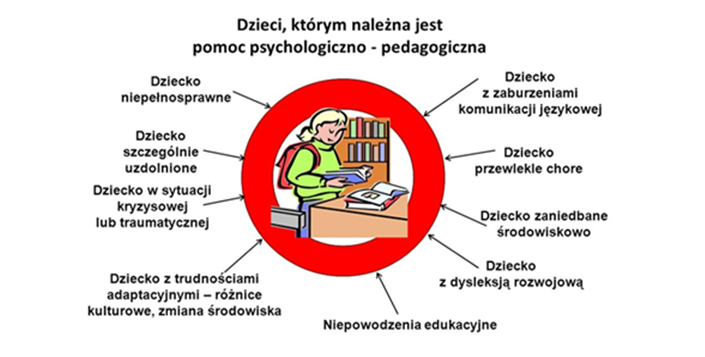 Dzieci, którym należna jest
pomoc psychologiczno - pedagogiczna
Dziecko
niepełnosprawne
Dziecko
szczególnie
uzdolnione
Dziecko w sytuacji
kryzysowej
lub traumatycznej
Dziecko z trudnościami
adaptacyjnymi – różnice
kulturowe, zmiana środowiska
Niepowodzenia edukacyjne
Dziecko
z zaburzeniami
komunikacji językowej
Dziecko
przewlekle chore
Dziecko zaniedbane
środowiskowo
Dziecko
z dysleksją rozwojową